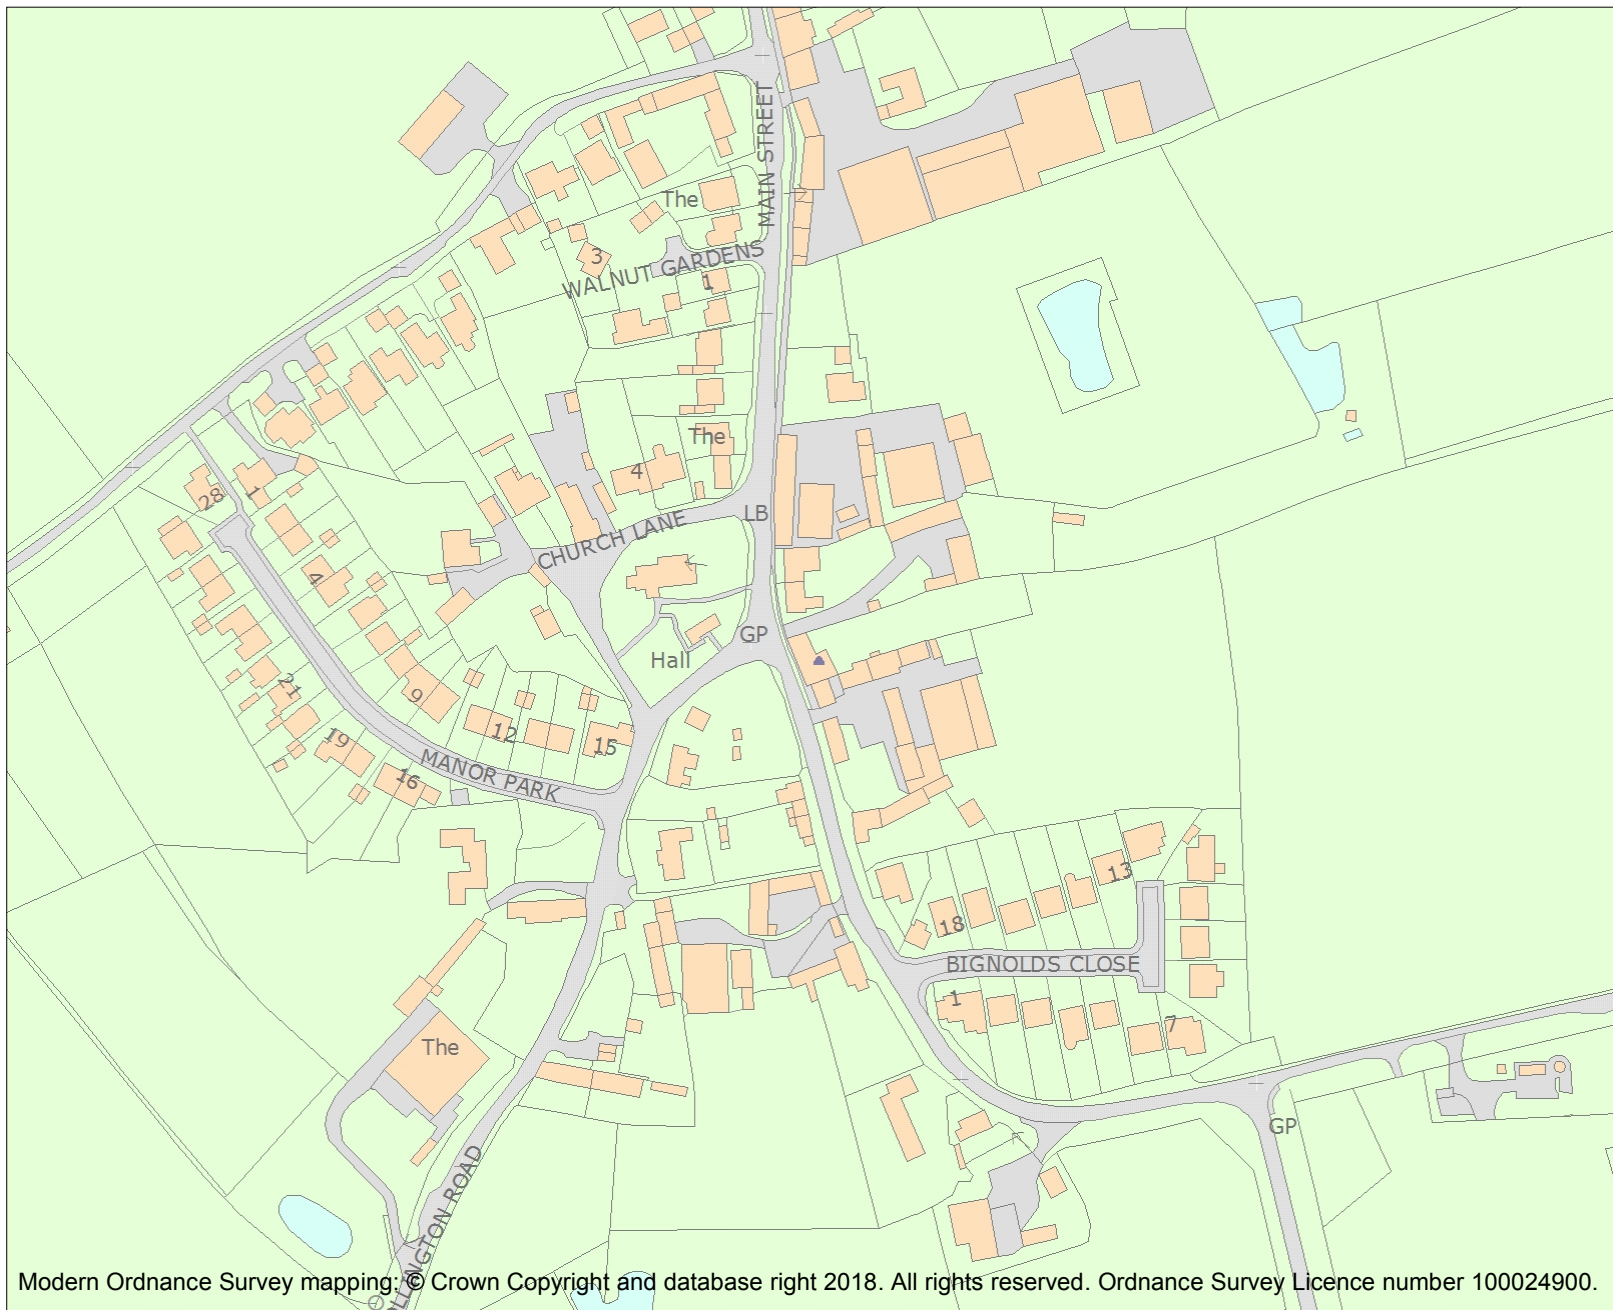 MAIN STREET
The
3
WALNUT GARDENS
1
The
4
28
1
LB
CHURCH LANE
4
GP
Hall
21
9
12
15
19
16
MANOR PARK
13
18
BIGNOLDS CLOSE
1
7
The
GP
LLINGTON ROAD
Modern Ordnance Survey mapping: © Crown Copyright and database right 2018. All rights reserved. Ordnance Survey Licence number 100024900.